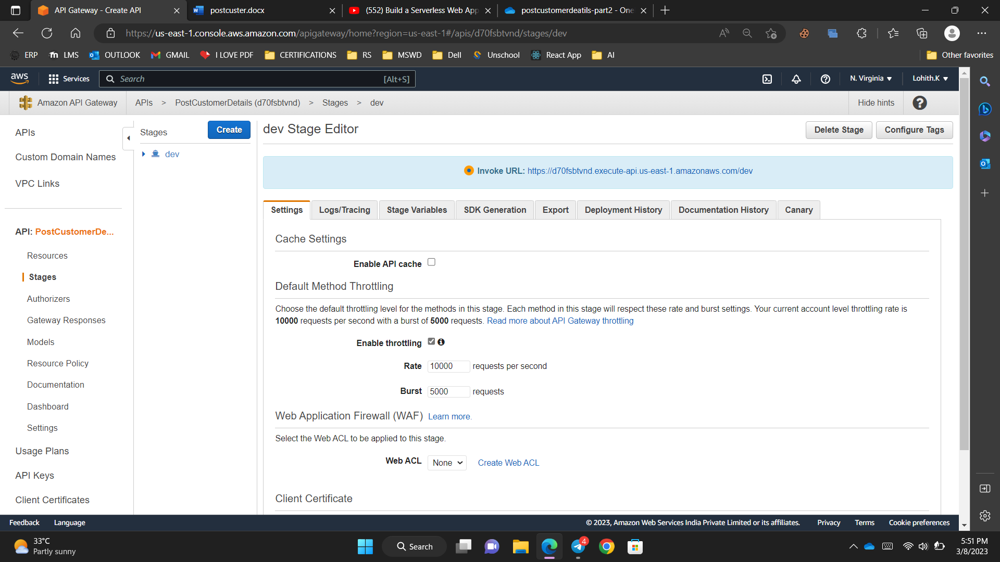 API Gateway - Create API
postcuster.docx
(552) Build a Serverless Web App
postcustomerdeatils-part2 - One
https://us-east-1.console.aws.amazon.com/apigateway/home?region=us-east-1#/apis/d70fsbtvnd/stages/dev
ERP LMS OUTLOOK GMAIL I LOVE PDF CERTIFICATIONS RS MSWD Dell Unschool React App AI Other favorites
aws Services Search [Alt+S] N. Virginia Lohith.K
Amazon API Gateway APIs > PostCustomerDetails (d70fsbtvnd) > Stages > dev Hide hints
APIs
Custom Domain Names
VPC Links
API: PostCustomerDe...
Resources
Stages
Authorizers
Gateway Responses
Models
Resource Policy
Documentation
Dashboard
Settings
Usage Plans
API Keys
Client Certificates
Stages Create
dev
dev Stage Editor
Delete Stage Configure Tags
Invoke URL: https://d70fsbtvnd.execute-api.us-east-1.amazonaws.com/dev
Settings Logs/Tracing Stage Variables SDK Generation Export Deployment History Documentation History Canary
Cache Settings
Enable API cache
Default Method Throttling
Choose the default throttling level for the methods in this stage. Each method in this stage will respect these rate and burst settings. Your current account level throttling rate is
10000 requests per second with a burst of 5000 requests. Read more about API Gateway throttling
Enable throttling
Rate 10000 requests per second
Burst 5000 requests
Web Application Firewall (WAF) Learn more.
Select the Web ACL to be applied to this stage.
Web ACL None Create Web ACL
Client Certificate
Feedback Language © 2023, Amazon Web Services India Private Limited or its affiliates. Privacy Terms Cookie preferences
33°C
Partly sunny
Search
4
5:51 PM
3/8/2023